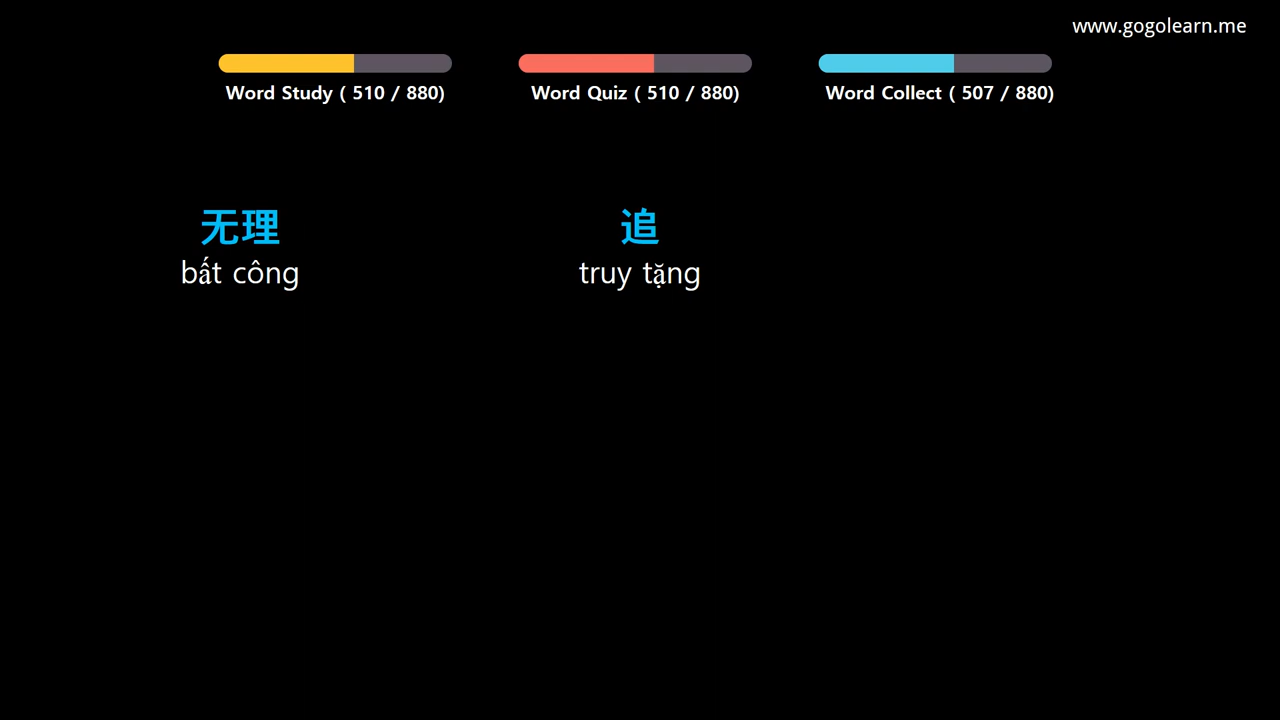 www.gogolearn.me
Word Study ( 510 / 880)
Word Quiz ( 510 / 880)
Word Collect ( 507 / 880)
无理
bất công
追
truy tặng